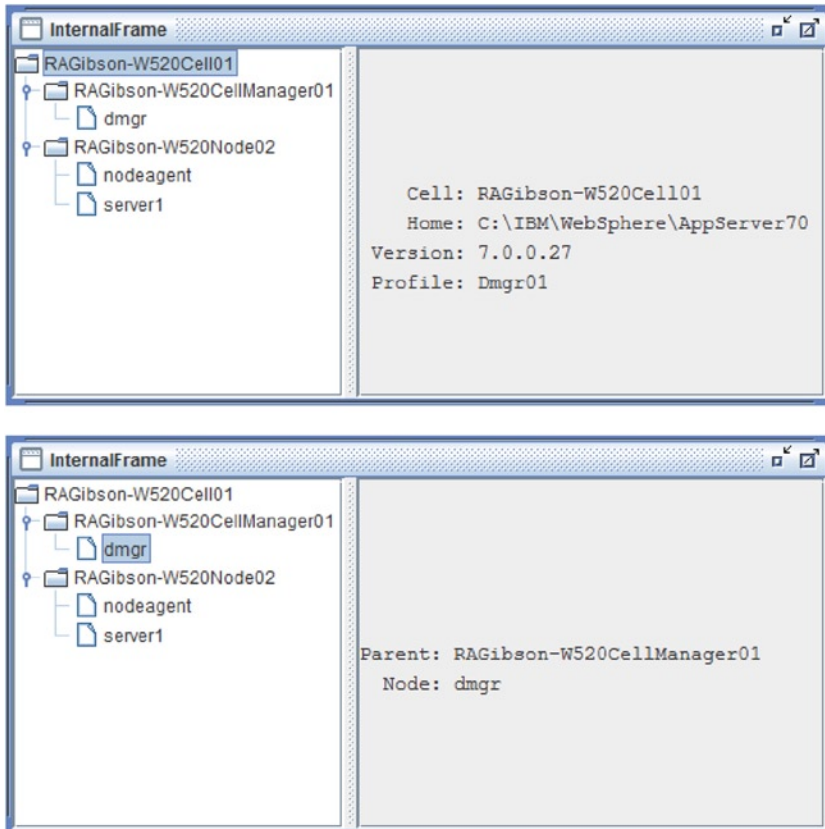 InternalFrame
RAGibson-W520Cell01
RAGibson-W520CellManager01
dmgr
RAGibson-W520Node02
nodeagent
server1
Cell: RAGibson-W520Cell01
Home: C:\IBM\WebSphere\AppServer70
Version: 7.0.0.27
Profile: Dmgr01
InternalFrame
RAGibson-W520Cell01
RAGibson-W520CellManager01
dmgr
RAGibson-W520Node02
nodeagent
server1
Parent: RAGibson-W520CellManager01
Node: dmgr